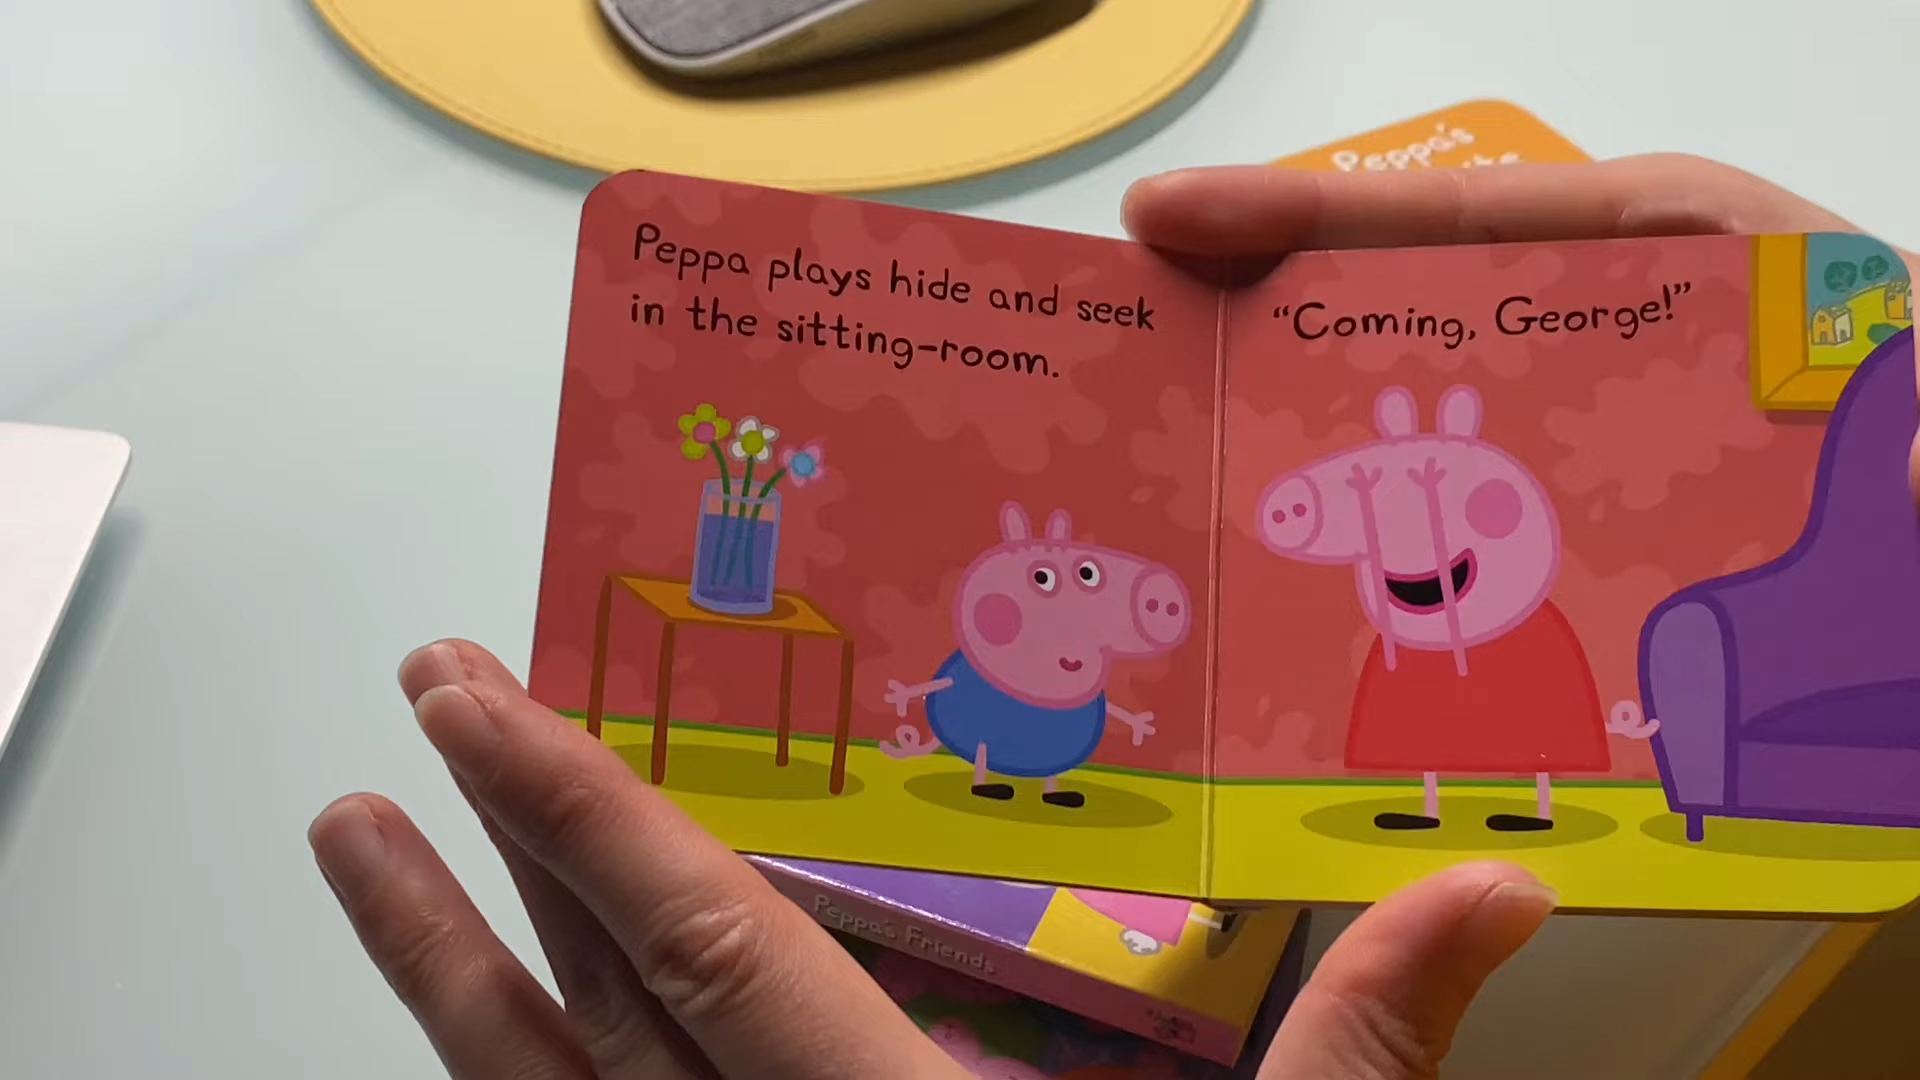 Peppa's
Peppa plays hide and seek
in the sitting-room.
“Coming, George!”
Peppa's Friends